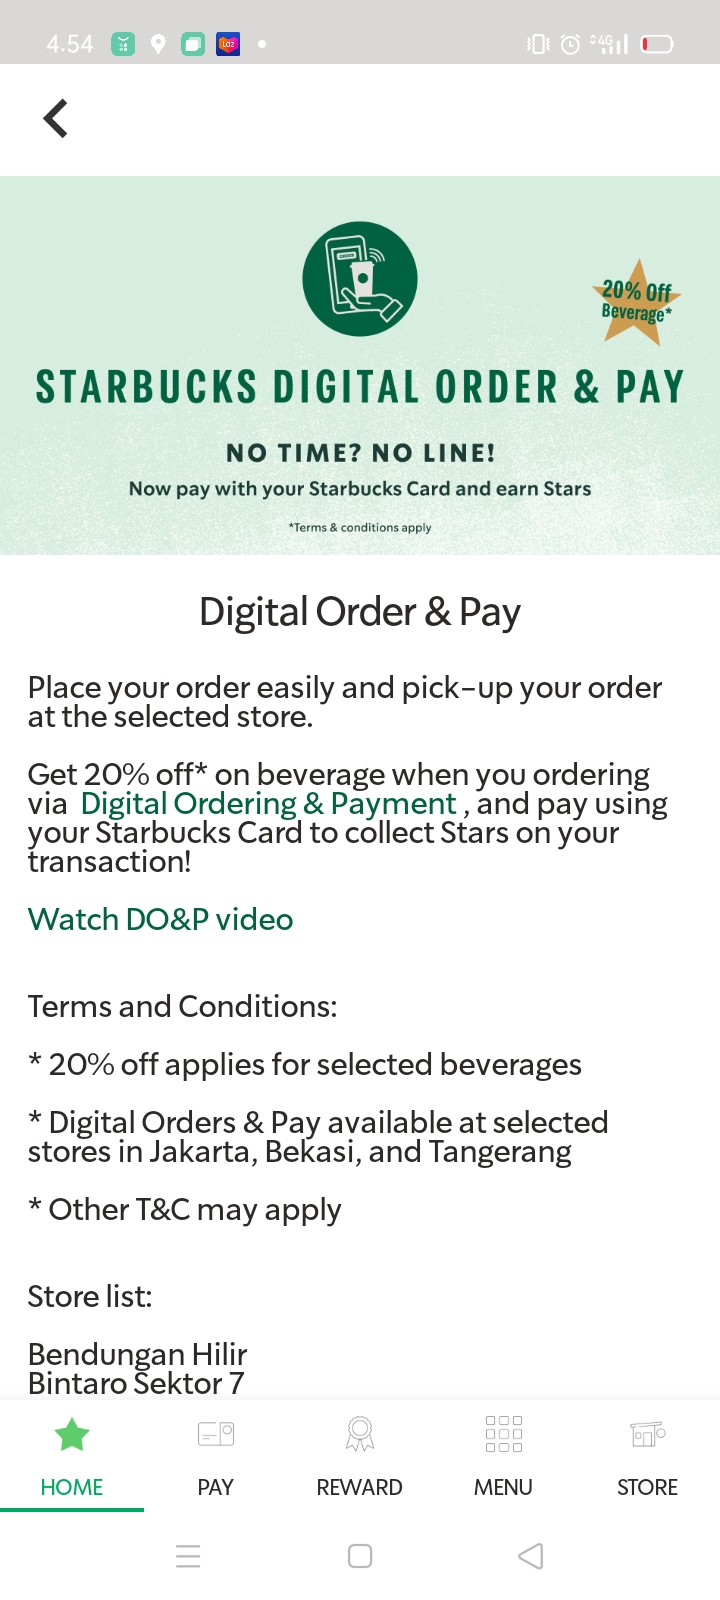 4.54
Laz
4G
ORDER
20% Off
Beverage*
STARBUCKS DIGITAL ORDER & PAY
NO TIME? NO LINE!
Now pay with your Starbucks Card and earn Stars
*Terms & conditions apply
Digital Order & Pay
Place your order easily and pick-up your order
at the selected store.
Get 20% off* on beverage when you ordering
via Digital Ordering & Payment , and pay using
your Starbucks Card to collect Stars on your
transaction!
Watch DO&P video
Terms and Conditions:
* 20% off applies for selected beverages
* Digital Orders & Pay available at selected
stores in Jakarta, Bekasi, and Tangerang
* Other T&C may apply
Store list:
Bendungan Hilir
Bintaro Sektor 7
HOME PAY REWARD MENU STORE